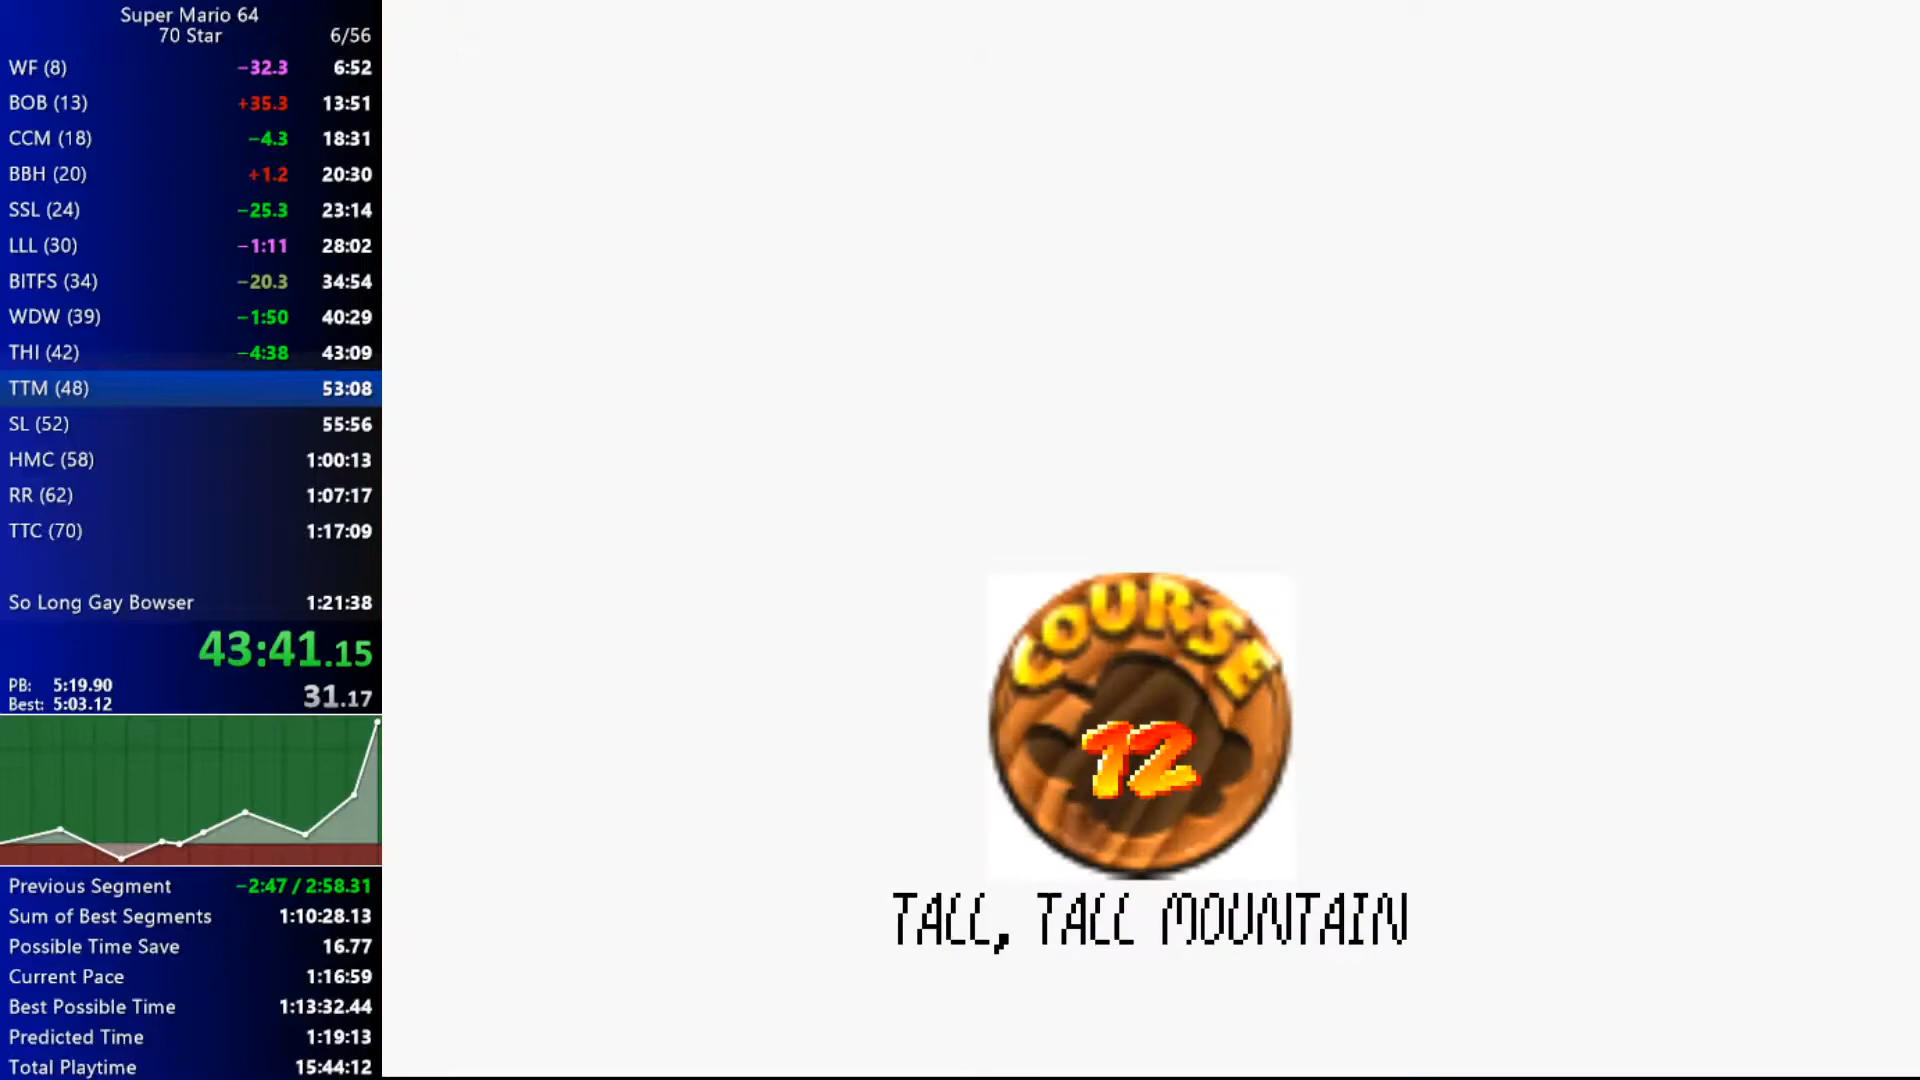 Super Mario 64
70 Star 6/56
WF (8) −32.3 6:52
BOB (13) +35.3 13:51
CCM (18) −4.3 18:31
BBH (20) +1.2 20:30
SSL (24) −25.3 23:14
LLL (30) −1:11 28:02
BITFS (34) −20.3 34:54
WDW (39) −1:50 40:29
THI (42) −4:38 43:09
TTM (48) 53:08
SL (52) 55:56
HMC (58) 1:00:13
RR (62) 1:07:17
TTC (70) 1:17:09
So Long Gay Bowser 1:21:38
43:41.15
PB: 5:19.90
Best: 5:03.12
31.17
Previous Segment −2:47 / 2:58.31
Sum of Best Segments 1:10:28.13
Possible Time Save 16.77
Current Pace 1:16:59
Best Possible Time 1:13:32.44
Predicted Time 1:19:13
Total Playtime 15:44:12
COURSE
12
TALL, TALL MOUNTAIN